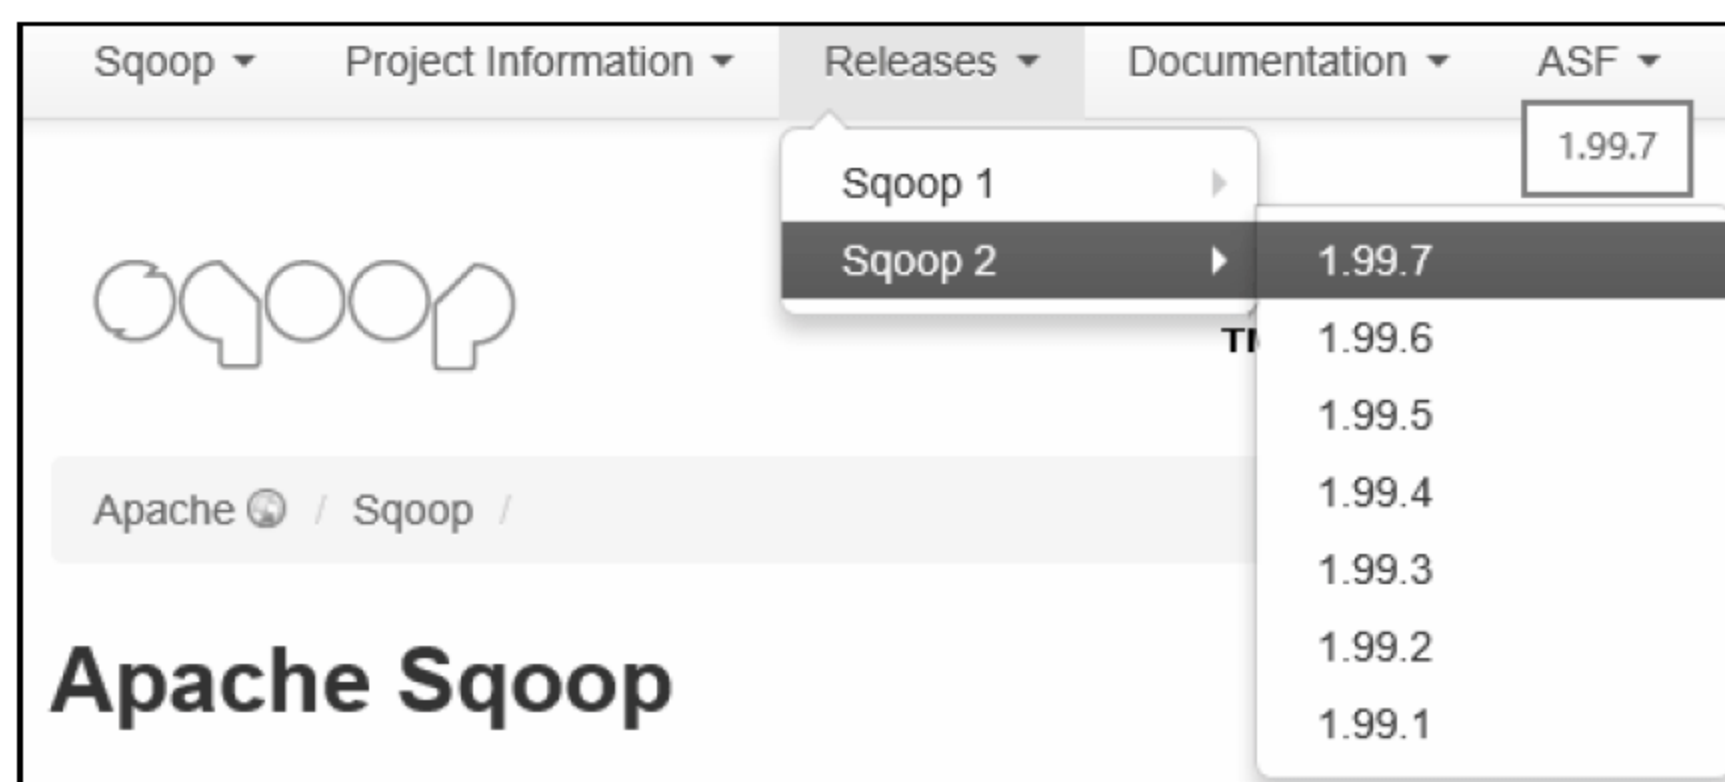 Sqoop Project Information Releases Documentation ASF
1.99.7
Sqoop 1
Sqoop 2
1.99.7
1.99.6
1.99.5
1.99.4
1.99.3
1.99.2
1.99.1
sqoop
Apache / Sqoop /
Apache Sqoop